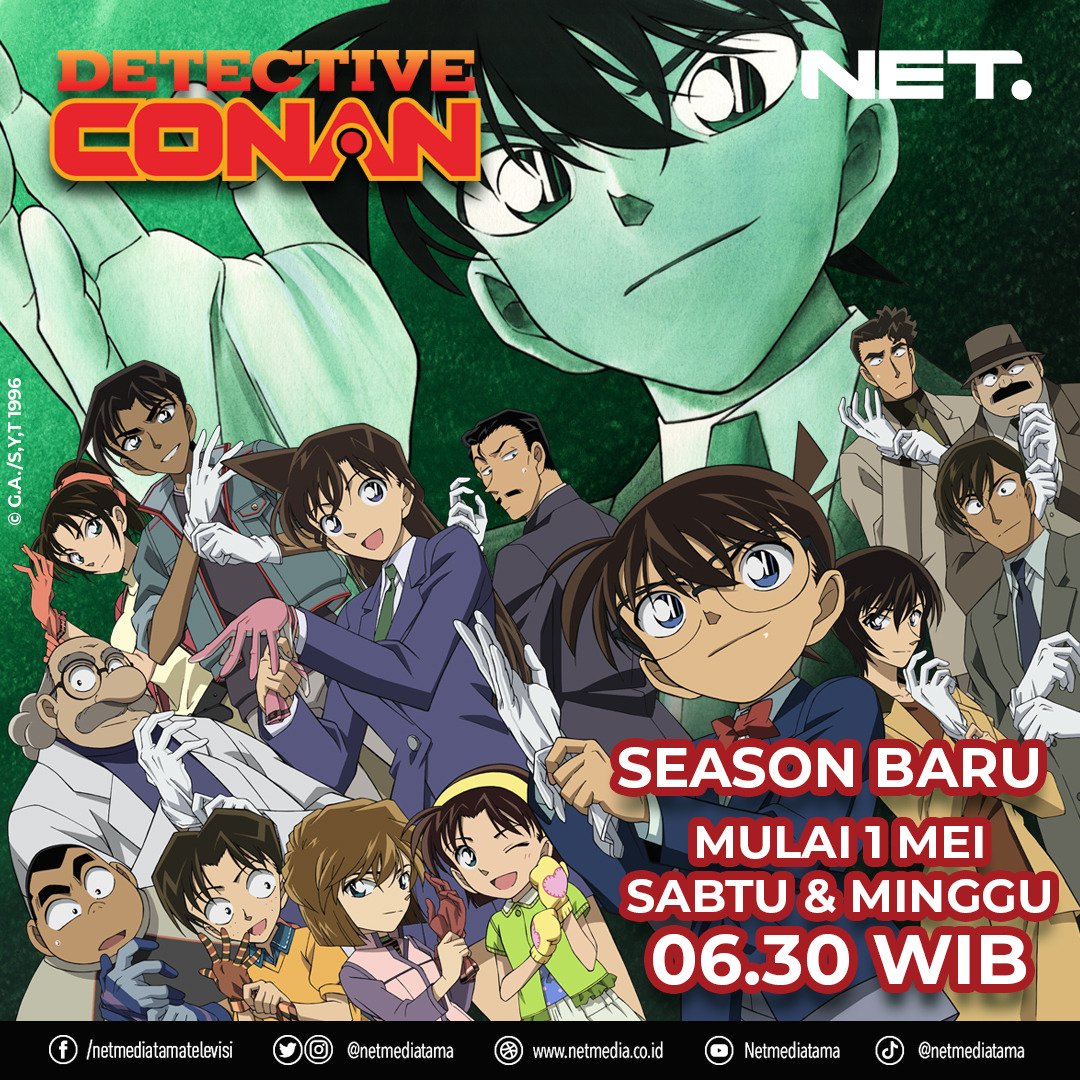 DETECTIVE
CONAN
NET.
© G.A./S,Y,T 1996
SEASON BARU
MULAI 1 MEI
SABTU & MINGGU
06.30 WIB
/netmediatamatelevisi
@netmediatama
www.netmedia.co.id
Netmediatama
@netmediatama